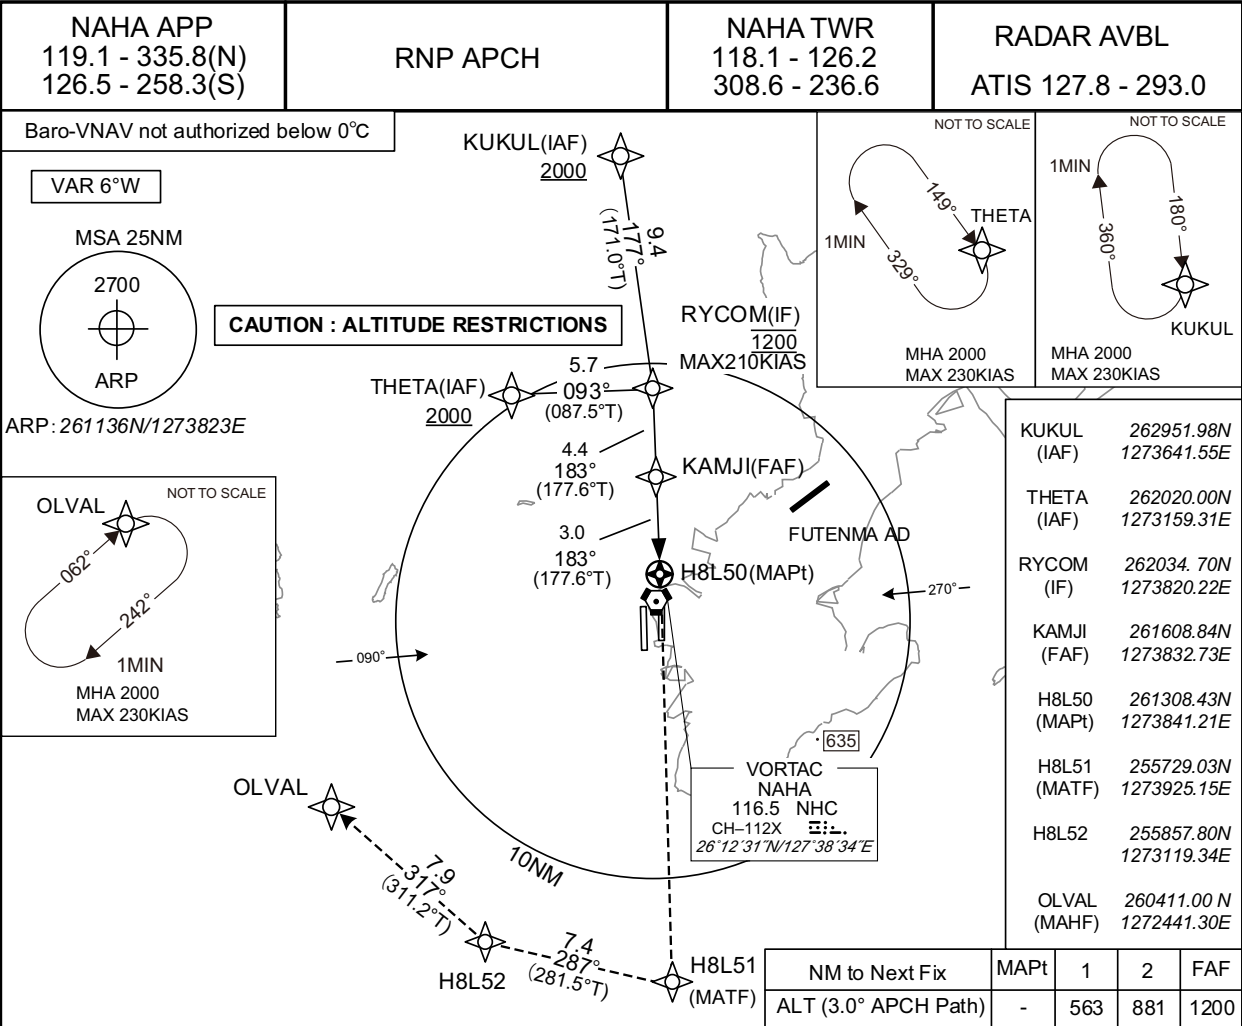 NAHA APP
119.1 - 335.8(N)
126.5 - 258.3(S)
RNP APCH
NAHA TWR
118.1 - 126.2
308.6 - 236.6
RADAR AVBL
ATIS 127.8 - 293.0
Baro-VNAV not authorized below 0°C
VAR 6°W
MSA 25NM
2700
ARP
ARP: 261136N/1273823E
KUKUL(IAF)
2000
9.4
177°
(171.0°T)
CAUTION : ALTITUDE RESTRICTIONS
RYCOM(IF)
1200
MAX210KIAS
THETA(IAF)
2000
5.7
093°
(087.5°T)
4.4
183°
(177.6°T)
KAMJI(FAF)
3.0
183°
(177.6°T)
H8L50(MAPt)
FUTENMA AD
270°
090°
635
VORTAC
NAHA
116.5 NHC
CH–112X
26°12′31″N/127°38′34″E
10NM
NOT TO SCALE
149°
THETA
1MIN
329°
MHA 2000
MAX 230KIAS
NOT TO SCALE
1MIN
180°
360°
KUKUL
MHA 2000
MAX 230KIAS
NOT TO SCALE
OLVAL
062°
242°
1MIN
MHA 2000
MAX 230KIAS
OLVAL
7.9
317°
(311.2°T)
H8L52
7.4
287°
(281.5°T)
H8L51
(MATF)
KUKUL 262951.98N
(IAF) 1273641.55E
THETA 262020.00N
(IAF) 1273159.31E
RYCOM 262034. 70N
(IF) 1273820.22E
KAMJI 261608.84N
(FAF) 1273832.73E
H8L50 261308.43N
(MAPt) 1273841.21E
H8L51 255729.03N
(MATF) 1273925.15E
H8L52 255857.80N
1273119.34E
OLVAL 260411.00 N
(MAHF) 1272441.30E
NM to Next Fix MAPt 1 2 FAF
ALT (3.0° APCH Path) - 563 881 1200